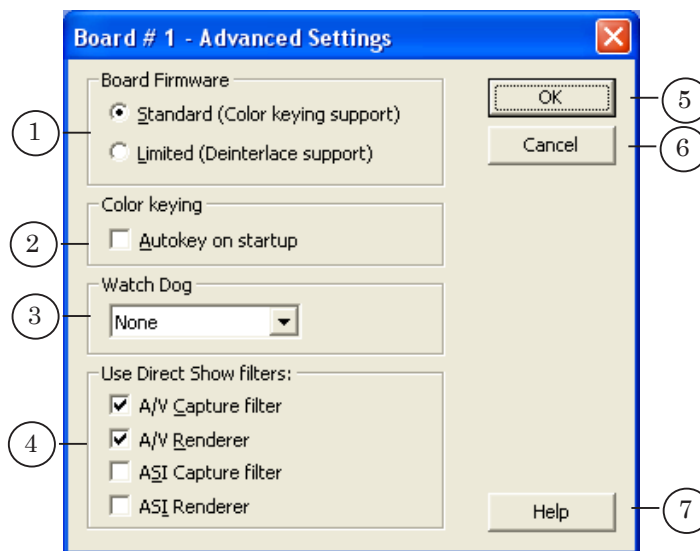 Board # 1 - Advanced Settings
Board Firmware
Standard (Color keying support)
Limited (Deinterlace support)
1
Color keying
Autokey on startup
2
Watch Dog
None
3
Use Direct Show filters:
A/V Capture filter
A/V Renderer
ASI Capture filter
ASI Renderer
4
OK
5
Cancel
6
Help
7